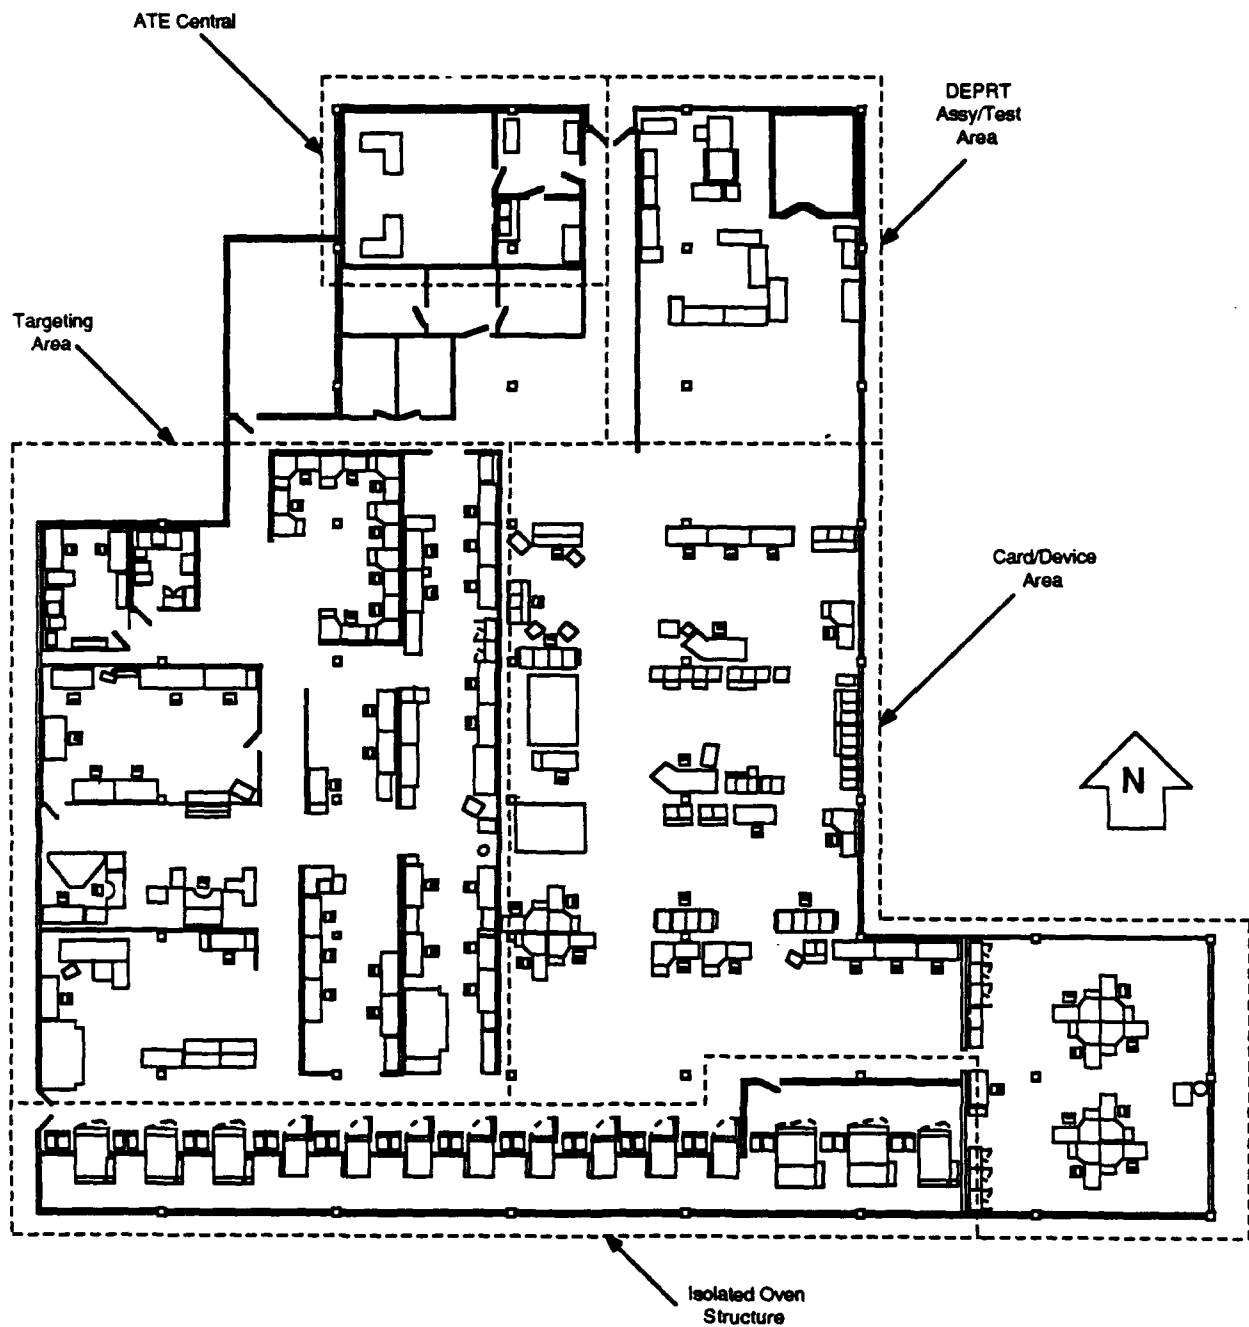 ATE Central
DEPRT
Assy/Test
Area
Targeting
Area
Card/Device
Area
N
Isolated Oven
Structure